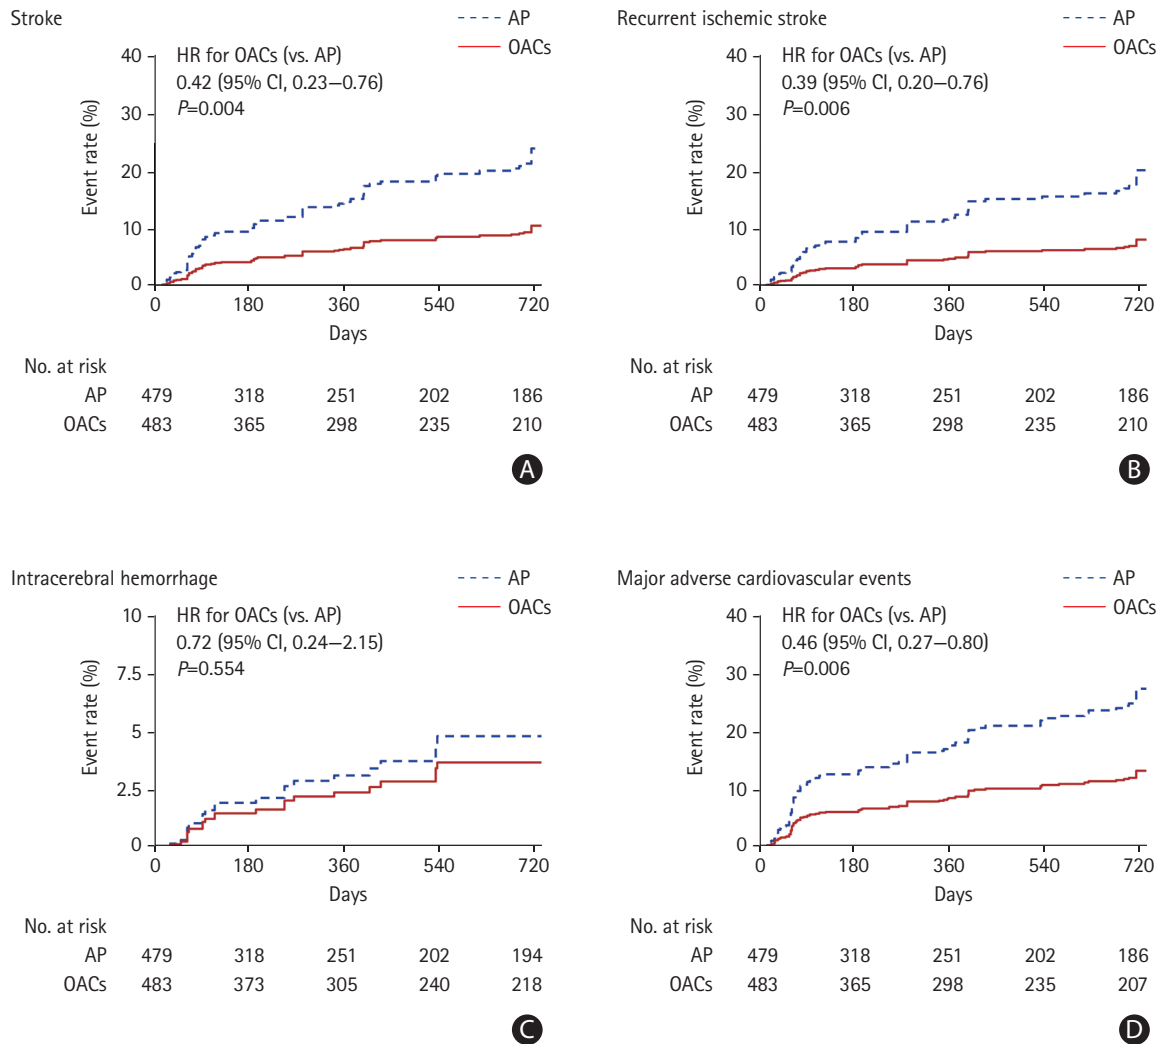 Stroke
AP
OACs
HR for OACs (vs. AP)
0.42 (95% CI, 0.23—0.76)
P=0.004
Event rate (%)
40
30
20
10
0
0 180 360 540 720
Days
No. at risk
AP 479 318 251 202 186
OACs 483 365 298 235 210
A
Recurrent ischemic stroke
AP
OACs
HR for OACs (vs. AP)
0.39 (95% CI, 0.20—0.76)
P=0.006
Event rate (%)
40
30
20
10
0
0 180 360 540 720
Days
No. at risk
AP 479 318 251 202 186
OACs 483 365 298 235 210
B
Intracerebral hemorrhage
AP
OACs
HR for OACs (vs. AP)
0.72 (95% CI, 0.24—2.15)
P=0.554
Event rate (%)
10
7.5
5
2.5
0
0 180 360 540 720
Days
No. at risk
AP 479 318 251 202 194
OACs 483 373 305 240 218
C
Major adverse cardiovascular events
AP
OACs
HR for OACs (vs. AP)
0.46 (95% CI, 0.27—0.80)
P=0.006
Event rate (%)
40
30
20
10
0
0 180 360 540 720
Days
No. at risk
AP 479 318 251 202 186
OACs 483 365 298 235 207
D